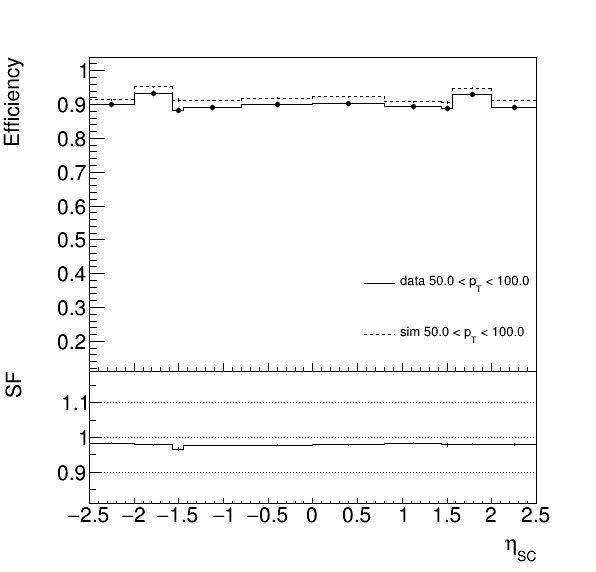 Efficiency
1
0.9
0.8
0.7
0.6
0.5
0.4
0.3
0.2
data 50.0 < p_T < 100.0
sim 50.0 < p_T < 100.0
SF
1.1
1
0.9
−2.5 −2 −1.5 −1 −0.5 0 0.5 1 1.5 2 2.5
η_SC